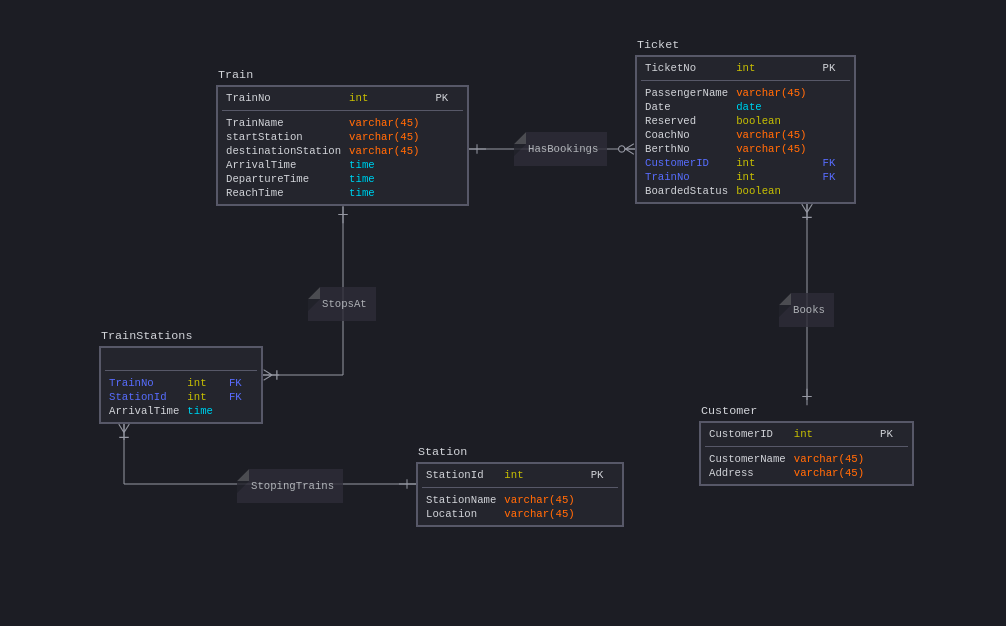 Train
TrainNo int PK
TrainName varchar(45)
startStation varchar(45)
destinationStation varchar(45)
ArrivalTime time
DepartureTime time
ReachTime time
HasBookings
Ticket
TicketNo int PK
PassengerName varchar(45)
Date date
Reserved boolean
CoachNo varchar(45)
BerthNo varchar(45)
CustomerID int FK
TrainNo int FK
BoardedStatus boolean
StopsAt
Books
TrainStations
TrainNo int FK
StationId int FK
ArrivalTime time
StopingTrains
Station
StationId int PK
StationName varchar(45)
Location varchar(45)
Customer
CustomerID int PK
CustomerName varchar(45)
Address varchar(45)